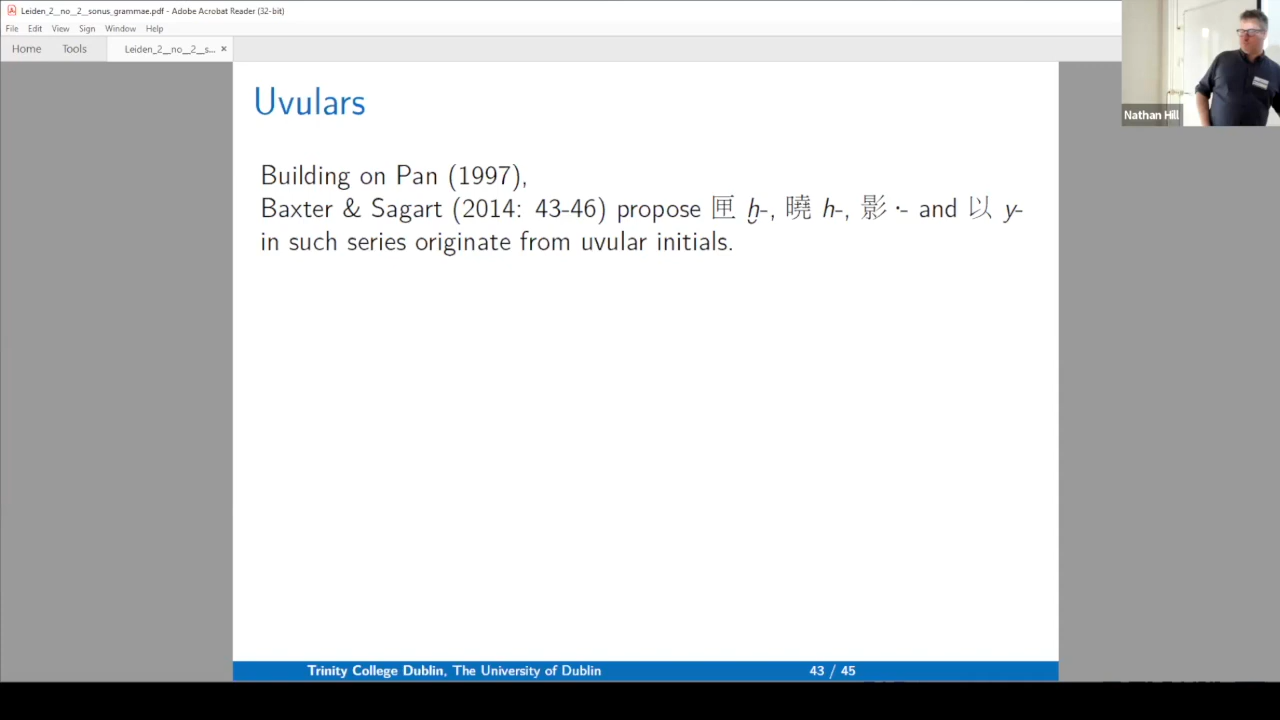 Leiden_2__no__2__sonus_grammae.pdf - Adobe Acrobat Reader (32-bit)
File Edit View Sign Window Help
Home Tools Leiden_2__no__2__s... ×
Nathan Hill
Uvulars
Building on Pan (1997),
Baxter & Sagart (2014: 43-46) propose 匣 ḫ-, 曉 h-, 影 ·- and 以 y-
in such series originate from uvular initials.
Trinity College Dublin, The University of Dublin 43 / 45